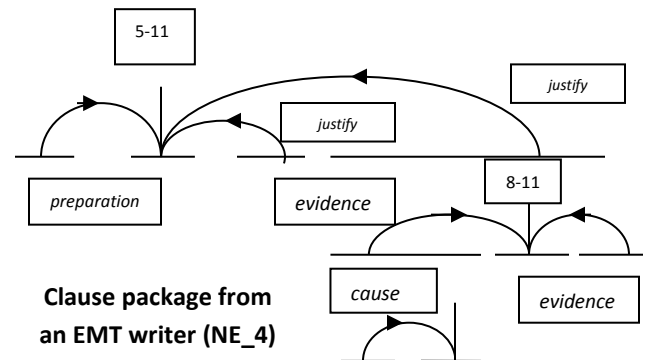 5-11
justify
justify
preparation
evidence
8-11
cause
evidence
Clause package from
an EMT writer (NE_4)